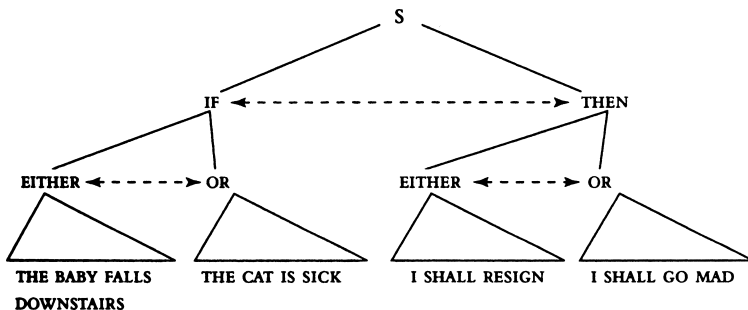 S
IF THEN
EITHER OR EITHER OR
THE BABY FALLS DOWNSTAIRS
THE CAT IS SICK
I SHALL RESIGN
I SHALL GO MAD